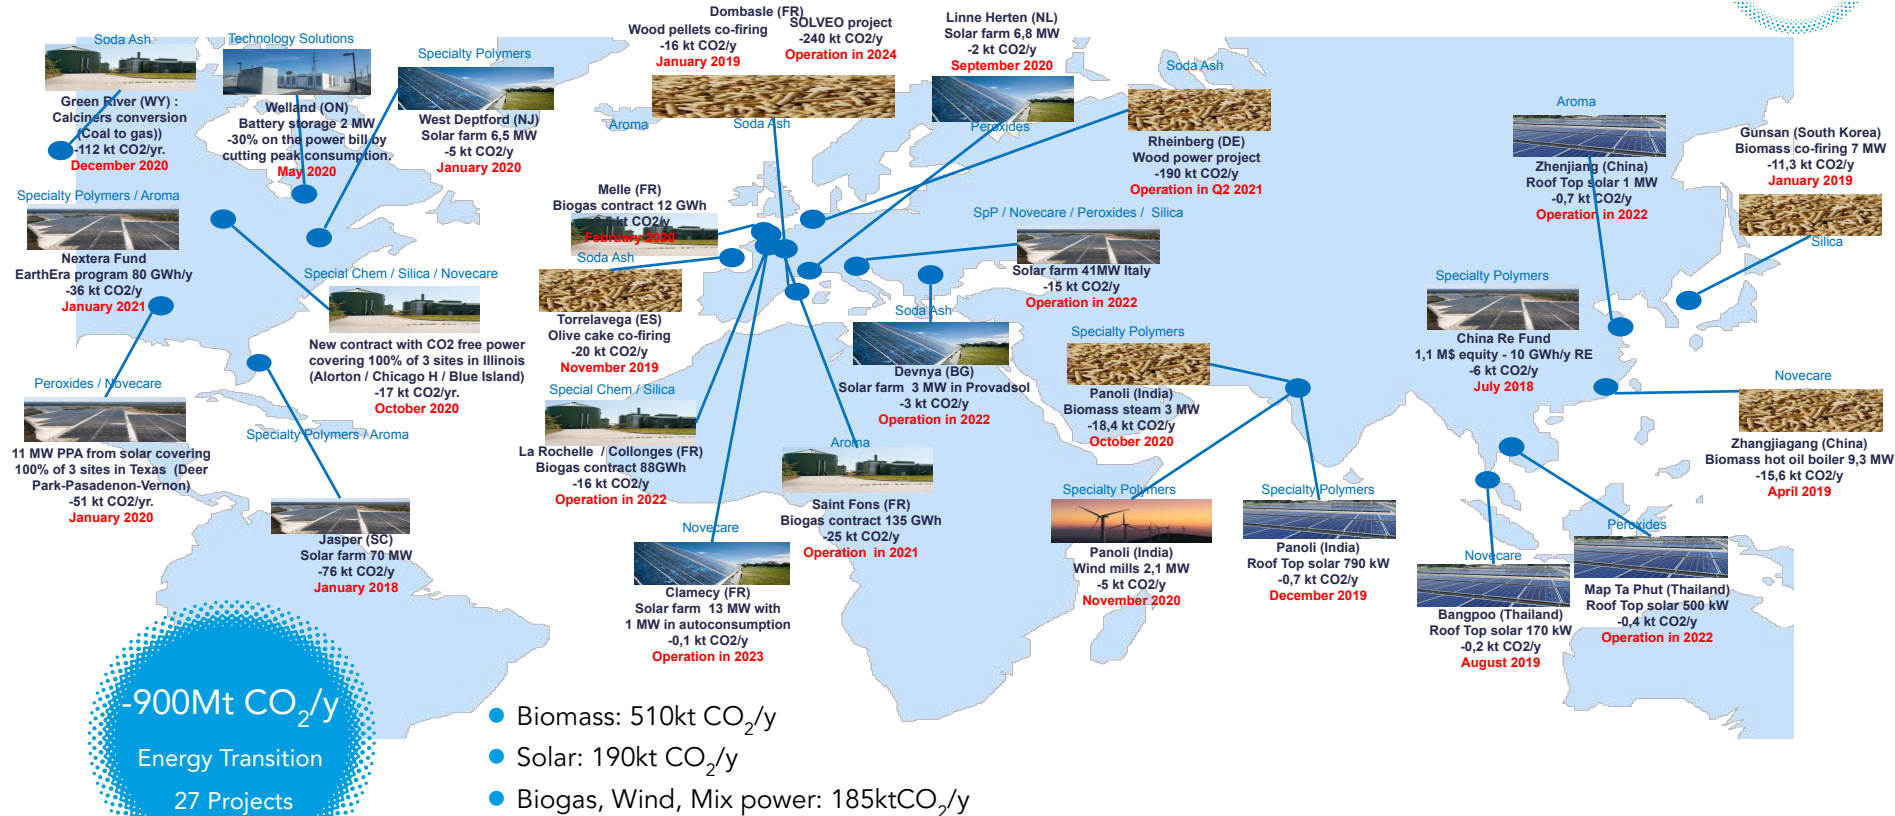 Soda Ash
Green River (WY) :
Calciners conversion
(Coal to gas))
-112 kt CO2/yr.
December 2020
Technology Solutions
Welland (ON)
Battery storage 2 MW
-30% on the power bill by
cutting peak consumption.
May 2020
Specialty Polymers
West Deptford (NJ)
Solar farm 6,5 MW
-5 kt CO2/y
January 2020
Dombasle (FR)
Wood pellets co-firing
-16 kt CO2/y
January 2019
SOLVEO project
-240 kt CO2/y
Operation in 2024
Soda Ash
Linne Herten (NL)
Solar farm 6,8 MW
-2 kt CO2/y
September 2020
Peroxides
Soda Ash
Rheinberg (DE)
Wood power project
-190 kt CO2/y
Operation in Q2 2021
Aroma
Zhenjiang (China)
Roof Top solar 1 MW
-0,7 kt CO2/y
Operation in 2022
Gunsan (South Korea)
Biomass co-firing 7 MW
-11,3 kt CO2/y
January 2019
Silica
Specialty Polymers / Aroma
Nextera Fund
EarthEra program 80 GWh/y
-36 kt CO2/y
January 2021
Special Chem / Silica / Novecare
New contract with CO2 free power
covering 100% of 3 sites in Illinois
(Alorton / Chicago H / Blue Island)
-17 kt CO2/yr.
October 2020
Aroma
Melle (FR)
Biogas contract 12 GWh
kt CO2/y
February 2020
Soda Ash
Torrelavega (ES)
Olive cake co-firing
-20 kt CO2/y
November 2019
SpP / Novecare / Peroxides / Silica
Solar farm 41MW Italy
-15 kt CO2/y
Operation in 2022
Soda Ash
Devnya (BG)
Solar farm 3 MW in Provadsol
-3 kt CO2/y
Operation in 2022
Specialty Polymers
Panoli (India)
Biomass steam 3 MW
-18,4 kt CO2/y
October 2020
Specialty Polymers
China Re Fund
1,1 M$ equity - 10 GWh/y RE
-6 kt CO2/y
July 2018
Novecare
Zhangjiagang (China)
Biomass hot oil boiler 9,3 MW
-15,6 kt CO2/y
April 2019
Peroxides / Novecare
11 MW PPA from solar covering
100% of 3 sites in Texas (Deer
Park-Pasadenon-Vernon)
-51 kt CO2/yr.
January 2020
Specialty Polymers / Aroma
Jasper (SC)
Solar farm 70 MW
-76 kt CO2/y
January 2018
Special Chem / Silica
La Rochelle / Collonges (FR)
Biogas contract 88GWh
-16 kt CO2/y
Operation in 2022
Novecare
Clamecy (FR)
Solar farm 13 MW with
1 MW in autoconsumption
-0,1 kt CO2/y
Operation in 2023
Aroma
Saint Fons (FR)
Biogas contract 135 GWh
-25 kt CO2/y
Operation in 2021
Specialty Polymers
Panoli (India)
Wind mills 2,1 MW
-5 kt CO2/y
November 2020
Specialty Polymers
Panoli (India)
Roof Top solar 790 kW
-0,7 kt CO2/y
December 2019
Novecare
Bangpoo (Thailand)
Roof Top solar 170 kW
-0,2 kt CO2/y
August 2019
Peroxides
Map Ta Phut (Thailand)
Roof Top solar 500 kW
-0,4 kt CO2/y
Operation in 2022
-900Mt CO2/y
Energy Transition
27 Projects
Biomass: 510kt CO2/y
Solar: 190kt CO2/y
Biogas, Wind, Mix power: 185ktCO2/y